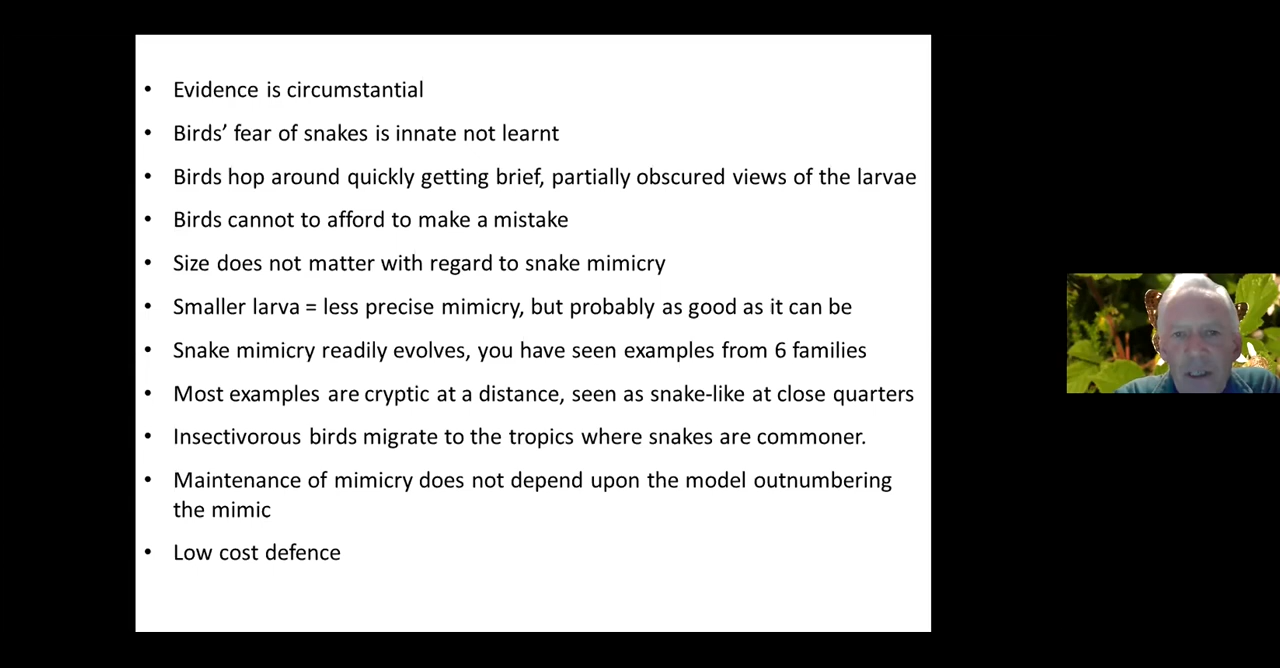 • Evidence is circumstantial
• Birds’ fear of snakes is innate not learnt
• Birds hop around quickly getting brief, partially obscured views of the larvae
• Birds cannot to afford to make a mistake
• Size does not matter with regard to snake mimicry
• Smaller larva = less precise mimicry, but probably as good as it can be
• Snake mimicry readily evolves, you have seen examples from 6 families
• Most examples are cryptic at a distance, seen as snake-like at close quarters
• Insectivorous birds migrate to the tropics where snakes are commoner.
• Maintenance of mimicry does not depend upon the model outnumbering
the mimic
• Low cost defence